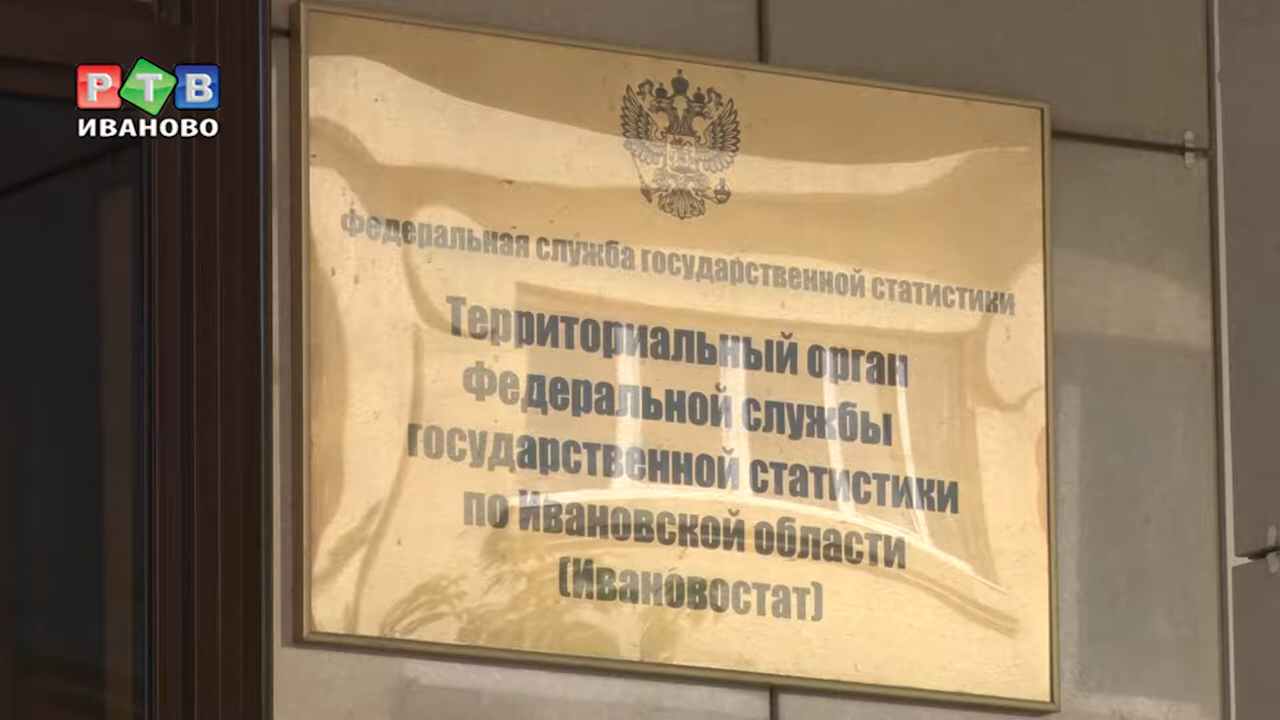 РТВ
ИВАНОВО
Федеральная служба государственной статистики
Территориальный орган
Федеральной службы
государственной статистики
по Ивановской области
(Ивановостат)